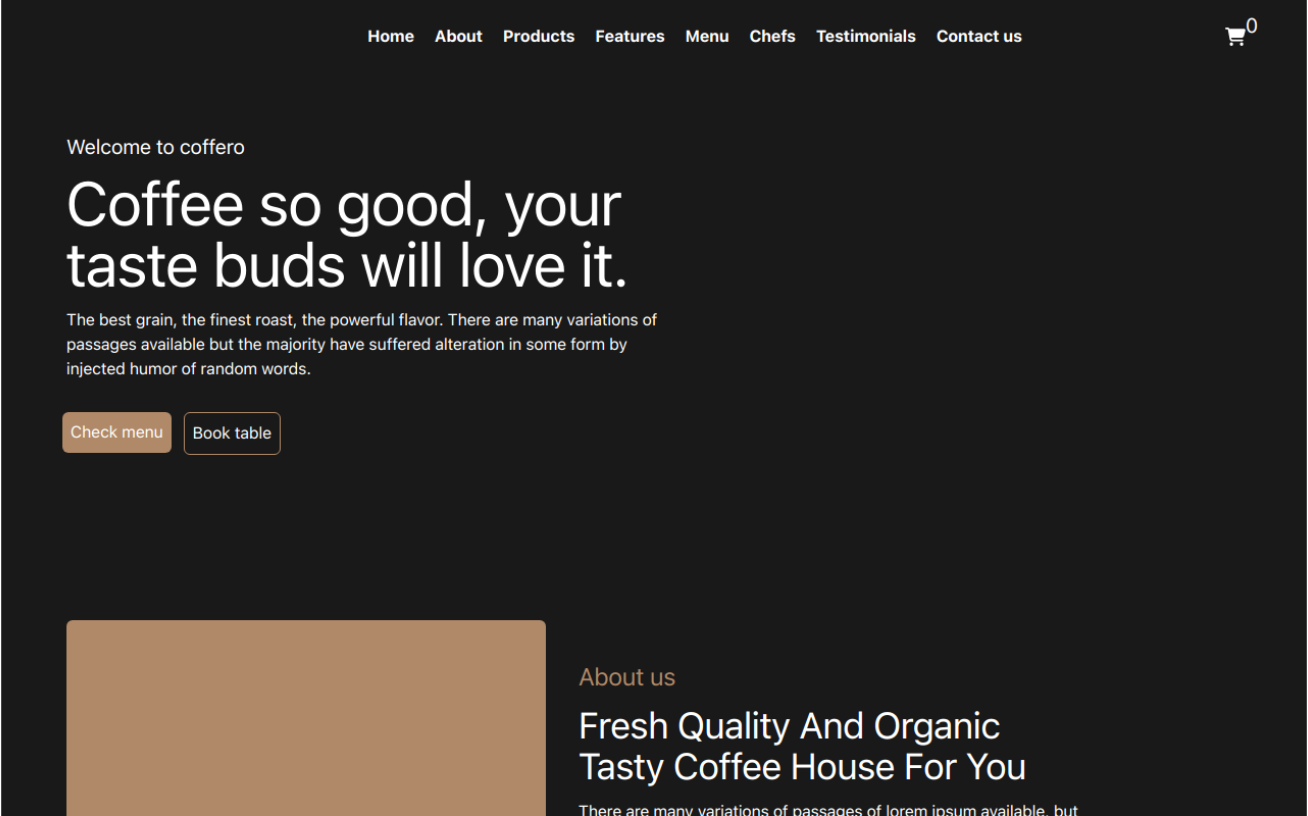 Home About Products Features Menu Chefs Testimonials Contact us 0
Welcome to coffero
Coffee so good, your
taste buds will love it.
The best grain, the finest roast, the powerful flavor. There are many variations of
passages available but the majority have suffered alteration in some form by
injected humor of random words.
Check menu Book table
About us
Fresh Quality And Organic
Tasty Coffee House For You
There are many variations of passages of lorem ipsum available, but